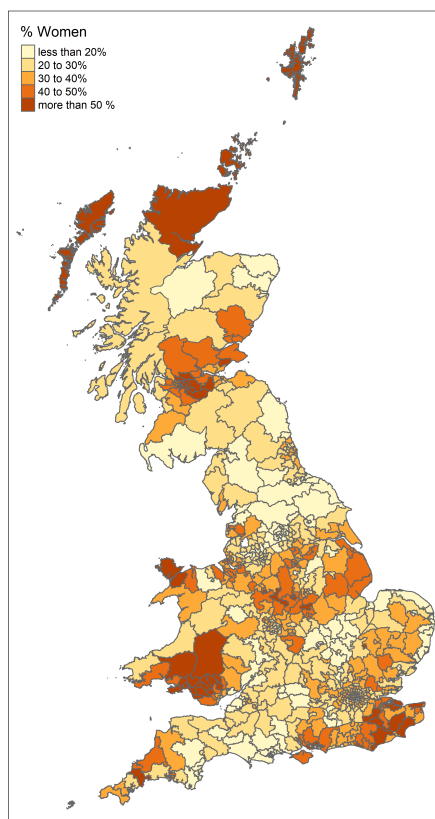 % Women
less than 20%
20 to 30%
30 to 40%
40 to 50%
more than 50 %